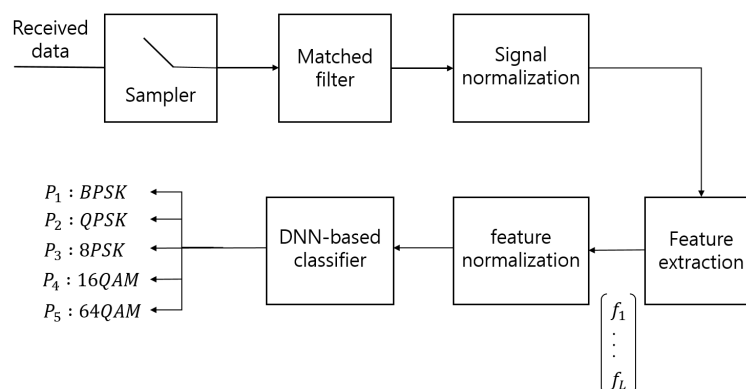 Received
data
Sampler
Matched
filter
Signal
normalization
P₁ : BPSK
P₂ : QPSK
P₃ : 8PSK
P₄ : 16QAM
P₅ : 64QAM
DNN-based
classifier
feature
normalization
Feature
extraction
f₁
⋮
f_L